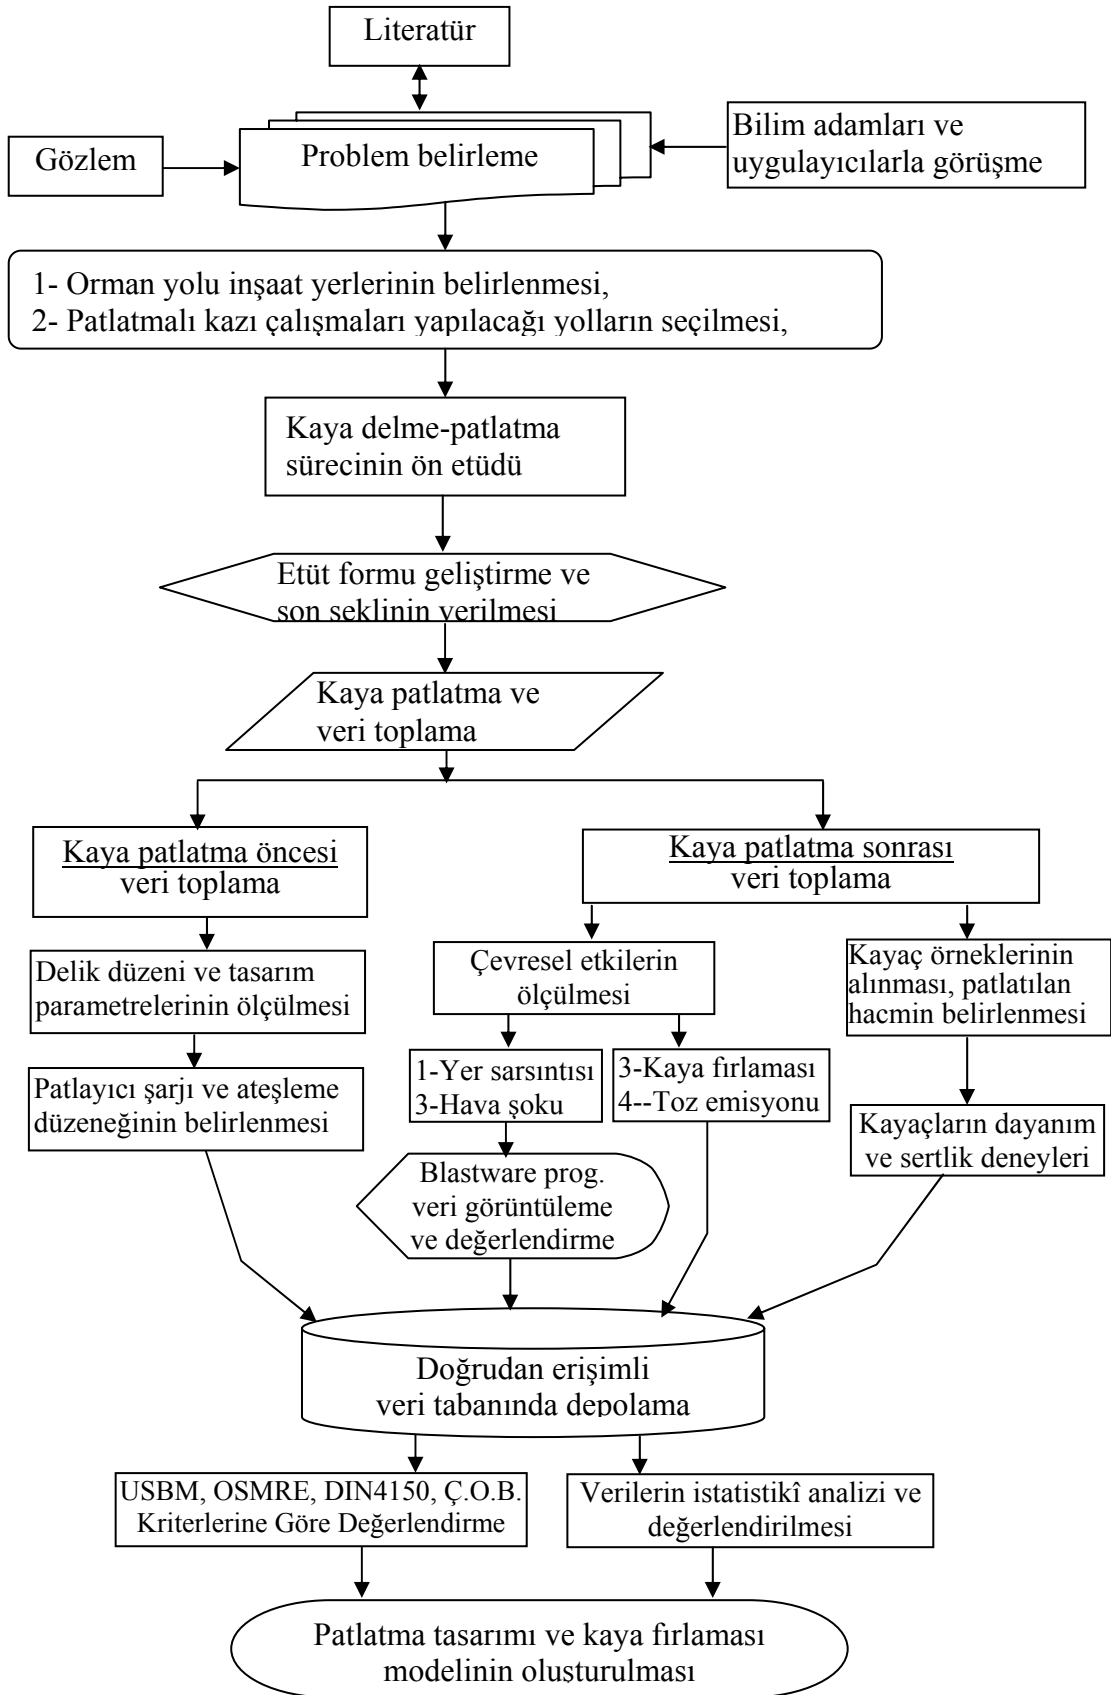 Literatür
Gözlem
Problem belirleme
Bilim adamları ve
uygulayıcılarla görüşme
1- Orman yolu inşaat yerlerinin belirlenmesi,
2- Patlatmalı kazı çalışmaları yapılacağı yolların seçilmesi,
Kaya delme-patlatma
sürecinin ön etüdü
Etüt formu geliştirme ve
son seklinin verilmesi
Kaya patlatma ve
veri toplama
Kaya patlatma öncesi
veri toplama
Kaya patlatma sonrası
veri toplama
Delik düzeni ve tasarım
parametrelerinin ölçülmesi
Çevresel etkilerin
ölçülmesi
Kayaç örneklerinin
alınması, patlatılan
hacmin belirlenmesi
Patlayıcı şarjı ve ateşleme
düzeneğinin belirlenmesi
1-Yer sarsıntısı
3-Hava şoku
3-Kaya fırlaması
4--Toz emisyonu
Kayaçların dayanım
ve sertlik deneyleri
Blastware prog.
veri görüntüleme
ve değerlendirme
Doğrudan erişimli
veri tabanında depolama
USBM, OSMRE, DIN4150, Ç.O.B.
Kriterlerine Göre Değerlendirme
Verilerin istatistikî analizi ve
değerlendirilmesi
Patlatma tasarımı ve kaya fırlaması
modelinin oluşturulması